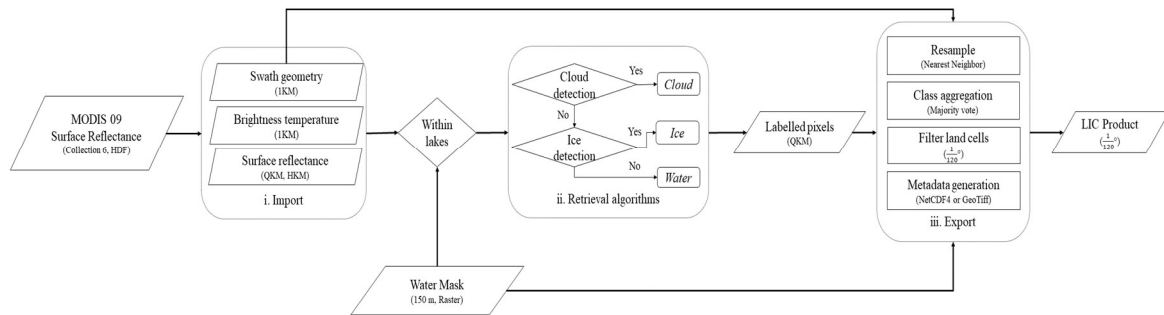 MODIS 09
Surface Reflectance
(Collection 6, HDF)
Swath geometry
(1KM)
Brightness temperature
(1KM)
Surface reflectance
(QKM, HKM)
i. Import
Within
lakes
Water Mask
(150 m, Raster)
Cloud
detection
Yes
Cloud
No
Ice
detection
Yes
Ice
No
Water
ii. Retrieval algorithms
Labelled pixels
(QKM)
Resample
(Nearest Neighbor)
Class aggregation
(Majority vote)
Filter land cells
(1/120°)
Metadata generation
(NetCDF4 or GeoTiff)
iii. Export
LIC Product
(1/120°)